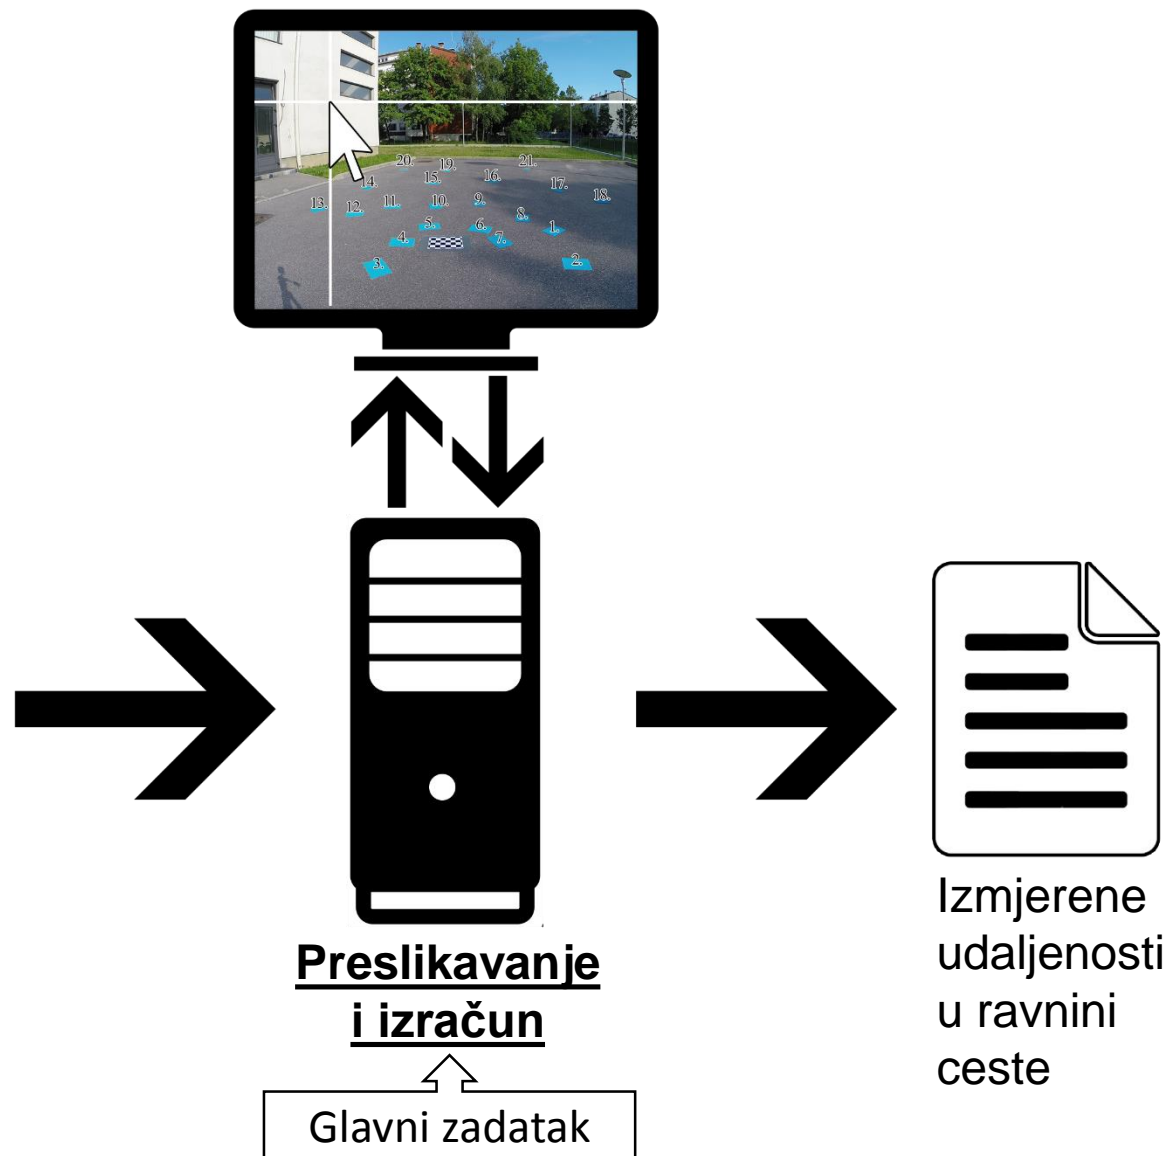 20. 19. 21.
14. 15. 16. 17.
13. 12. 11. 10. 9. 18.
8.
5. 6. 1.
4. 7.
3. 2.
Preslikavanje
i izračun
Glavni zadatak
Izmjerene
udaljenosti
u ravnini
ceste